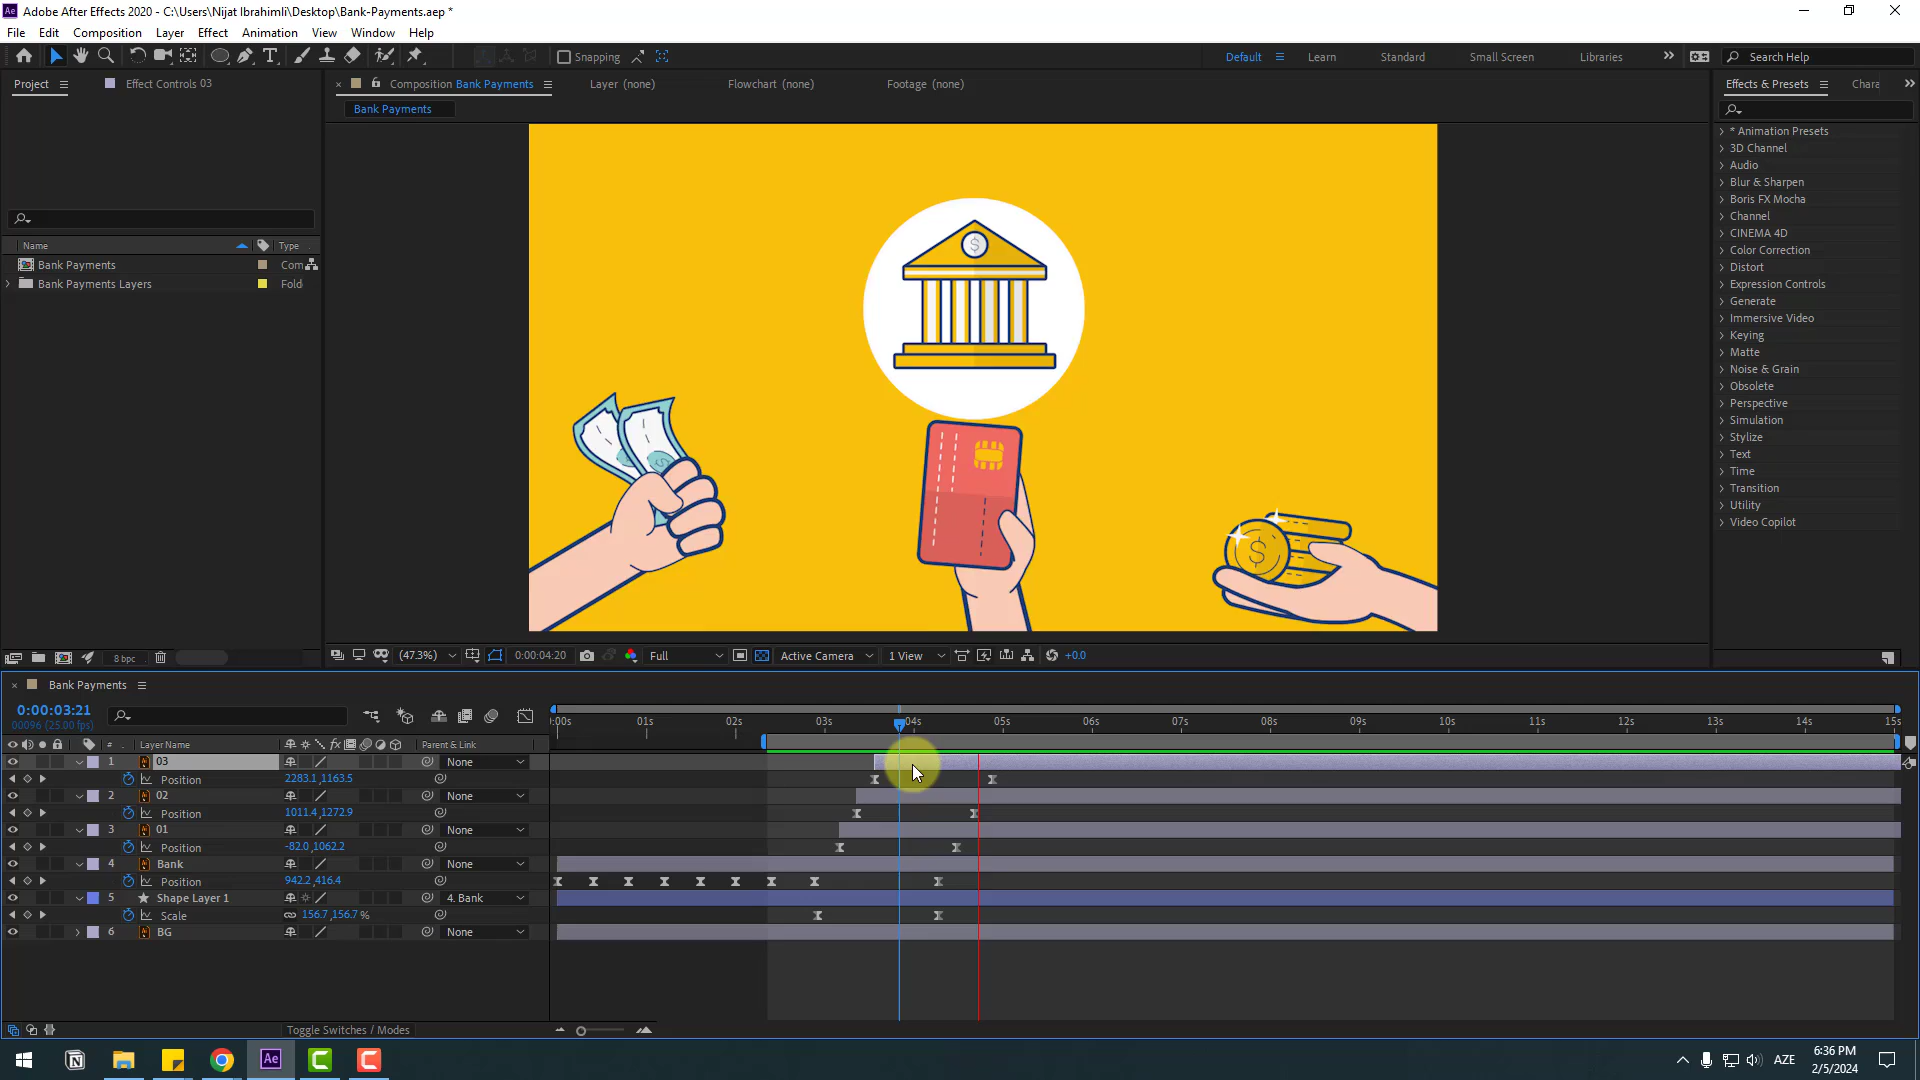 Adobe After Effects 2020 - C:\Users\Nijat Ibrahimli\Desktop\Bank-Payments.aep *
File Edit Composition Layer Effect Animation View Window Help
Snapping Default Learn Standard Small Screen Libraries Search Help
Project Effect Controls 03 Composition Bank Payments Layer (none) Flowchart (none) Footage (none) Effects & Presets Chara
Bank Payments
Name Type
Bank Payments Com
Bank Payments Layers Fold
* Animation Presets
3D Channel
Audio
Blur & Sharpen
Boris FX Mocha
Channel
CINEMA 4D
Color Correction
Distort
Expression Controls
Generate
Immersive Video
Keying
Matte
Noise & Grain
Obsolete
Perspective
Simulation
Stylize
Text
Time
Transition
Utility
Video Copilot
8 bpc (47.3%) 0:00:04:20 Full Active Camera 1 View +0.0
Bank Payments
0:00:03:21
00096 (25.00 fps)
:00s 01s 02s 03s 04s 05s 06s 07s 08s 09s 10s 11s 12s 13s 14s 15s
# Layer Name fx Parent & Link
1 03 None
Position 2283.1,1163.5
2 02 None
Position 1011.4,1272.9
3 01 None
Position -82.0,1062.2
4 Bank None
Position 942.2,416.4
5 Shape Layer 1 4. Bank
Scale 156.7,156.7%
6 BG None
Toggle Switches / Modes
AZE 6:36 PM
2/5/2024